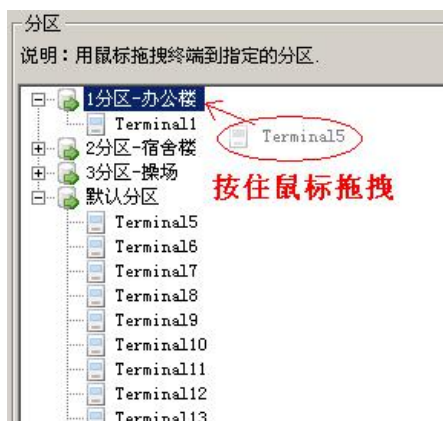 分区
说明：用鼠标拖拽终端到指定的分区.
1分区-办公楼
Terminal1
Terminal5
2分区-宿舍楼
3分区-操场
按住鼠标拖拽
默认分区
Terminal5
Terminal6
Terminal7
Terminal8
Terminal9
Terminal10
Terminal11
Terminal12
Terminal13